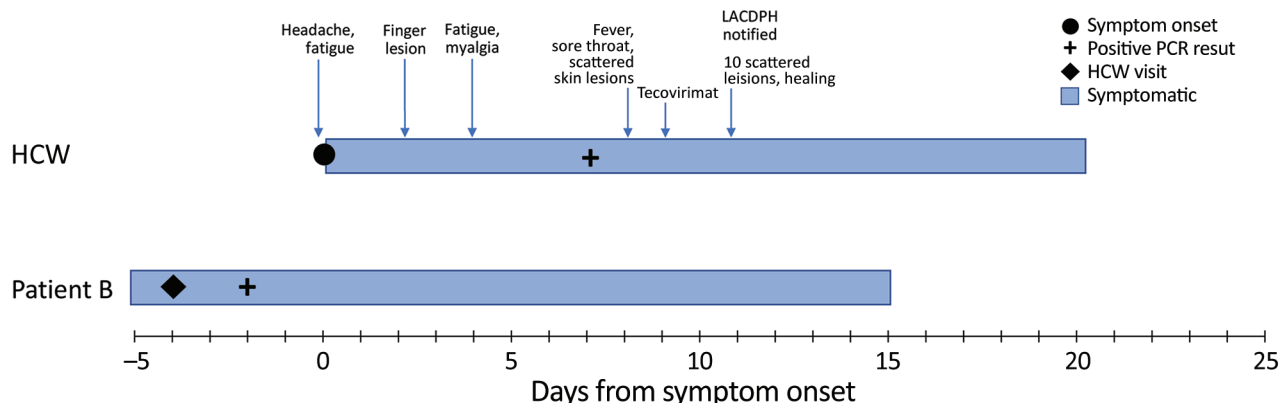 Headache,
fatigue
Finger
lesion
Fatigue,
myalgia
Fever,
sore throat,
scattered
skin lesions
Tecovirimat
LACDPH
notified
10 scattered
leisions, healing
Symptom onset
Positive PCR resut
HCW visit
Symptomatic
HCW
Patient B
–5 0 5 10 15 20 25
Days from symptom onset